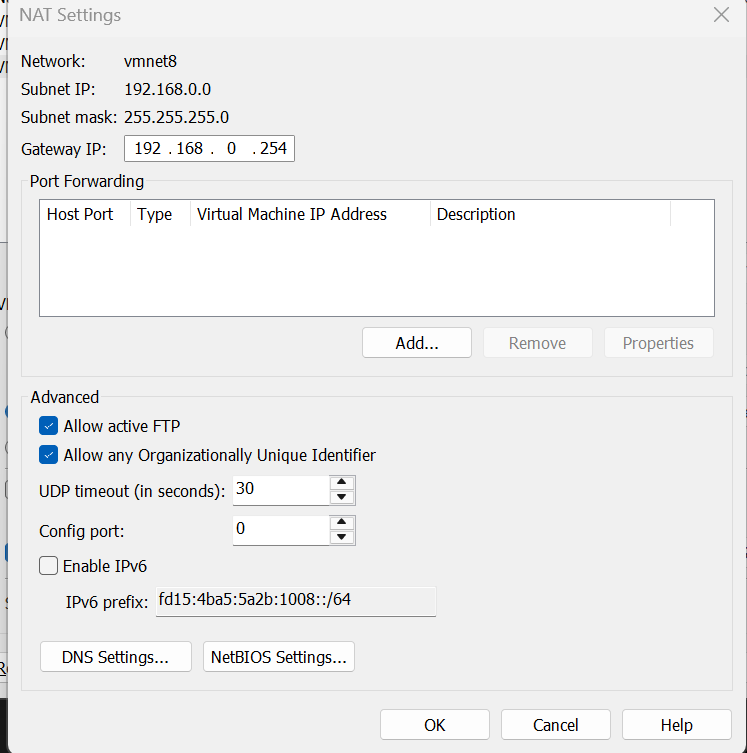 NAT Settings
Network: vmnet8
Subnet IP: 192.168.0.0
Subnet mask: 255.255.255.0
Gateway IP: 192 . 168 . 0 . 254
Port Forwarding
Host Port Type Virtual Machine IP Address Description
Add... Remove Properties
Advanced
Allow active FTP
Allow any Organizationally Unique Identifier
UDP timeout (in seconds): 30
Config port: 0
Enable IPv6
IPv6 prefix: fd15:4ba5:5a2b:1008::/64
DNS Settings... NetBIOS Settings...
OK Cancel Help